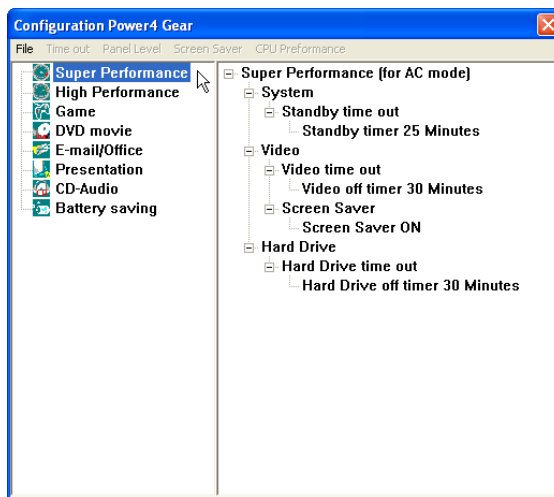 Configuration Power4 Gear
File Time out Panel Level Screen Saver CPU Preformance
Super Performance
High Performance
Game
DVD movie
E-mail/Office
Presentation
CD-Audio
Battery saving
Super Performance (for AC mode)
System
Standby time out
Standby timer 25 Minutes
Video
Video time out
Video off timer 30 Minutes
Screen Saver
Screen Saver ON
Hard Drive
Hard Drive time out
Hard Drive off timer 30 Minutes